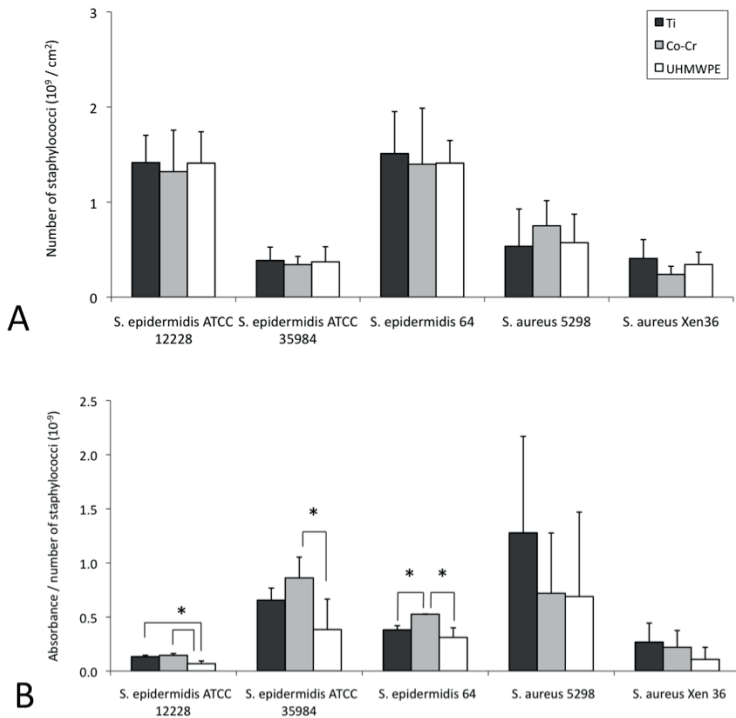 3
Ti
Co-Cr
UHMWPE
Number of staphylococci (10⁹ / cm²)
2
1
0
A
S. epidermidis ATCC 12228
S. epidermidis ATCC 35984
S. epidermidis 64
S. aureus 5298
S. aureus Xen36
Absorbance / number of staphylococci (10⁻⁹)
2.5
2.0
1.5
1.0
0.5
0.0
*
*
*
*
B
S. epidermidis ATCC 12228
S. epidermidis ATCC 35984
S. epidermidis 64
S. aureus 5298
S. aureus Xen 36